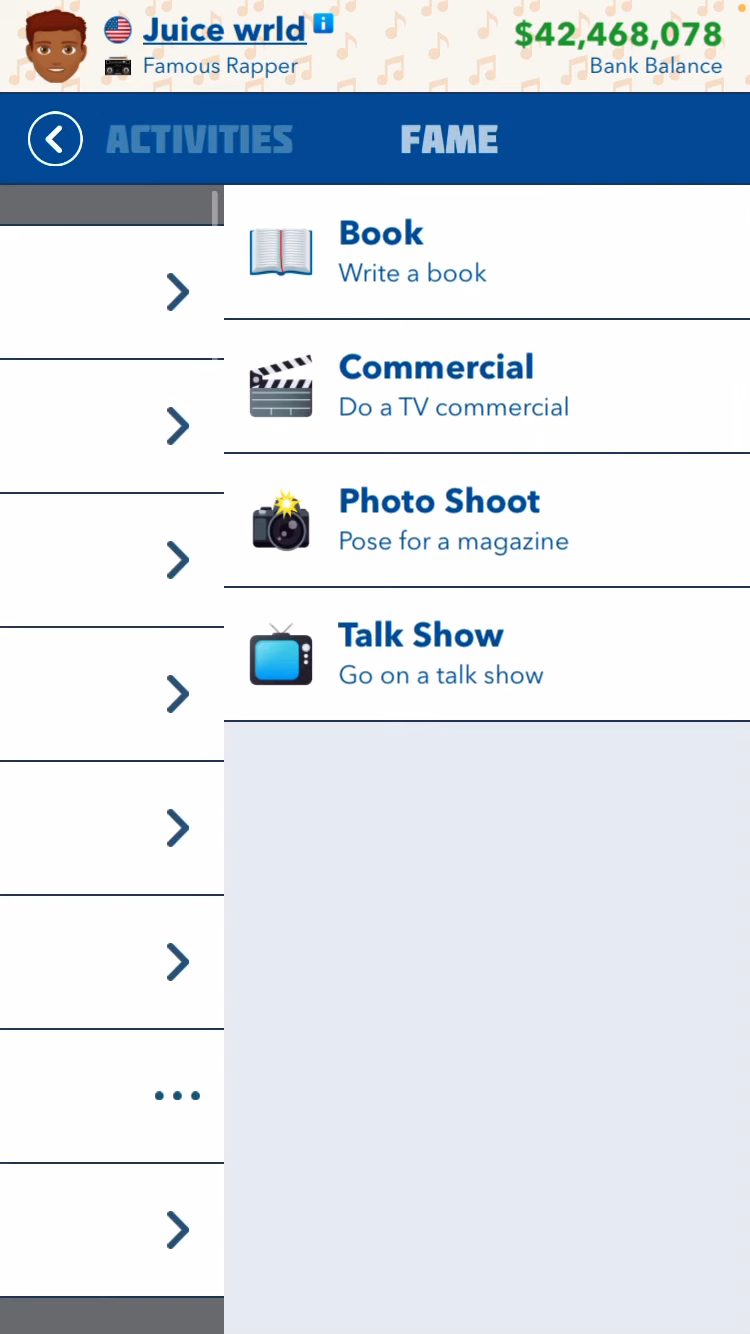 Juice wrld
$42,468,078
Famous Rapper
Bank Balance
ACTIVITIES
FAME
Book
Write a book
Commercial
Do a TV commercial
Photo Shoot
Pose for a magazine
Talk Show
Go on a talk show